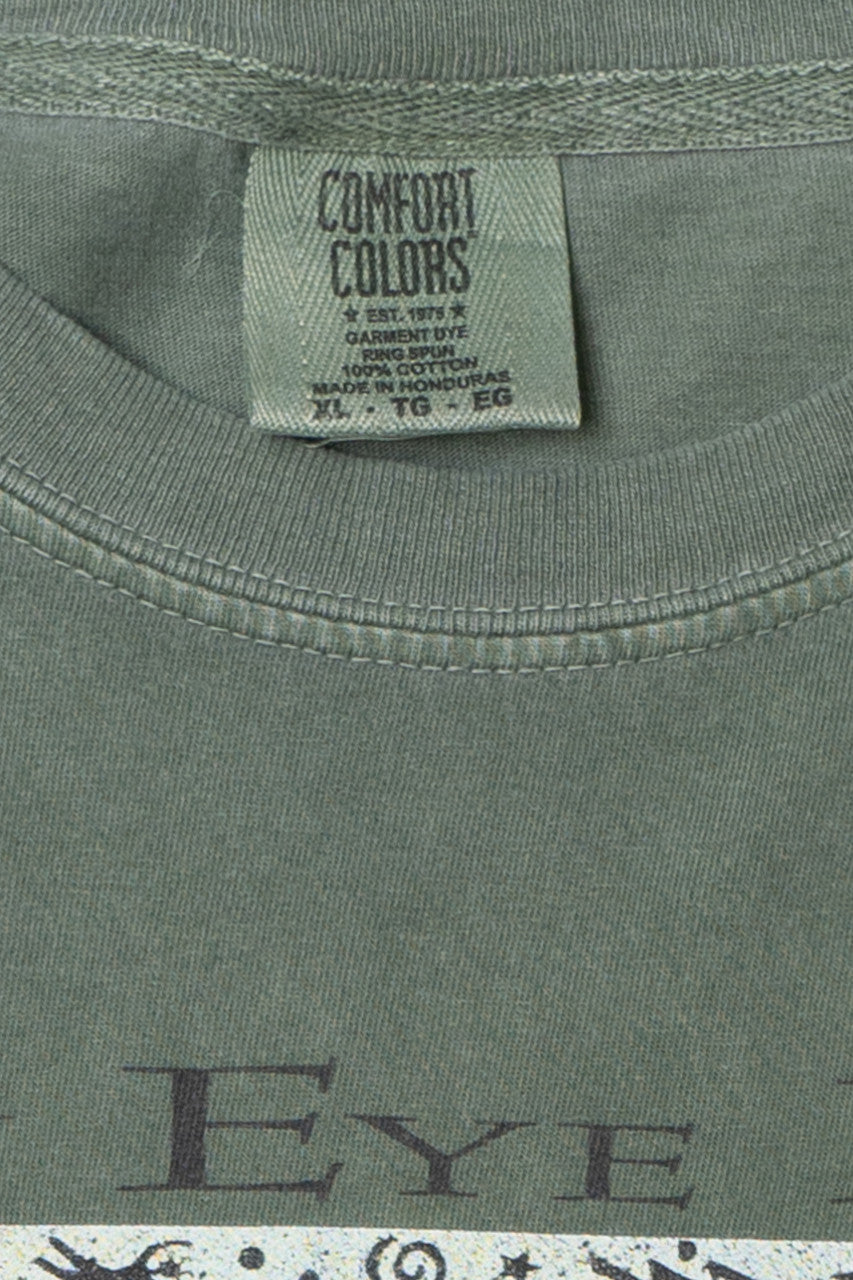 COMFORT
COLORS
★ EST. 1975 ★
GARMENT DYE
RING SPUN
100% COTTON
MADE IN HONDURAS
XL - TG - EG
EYE